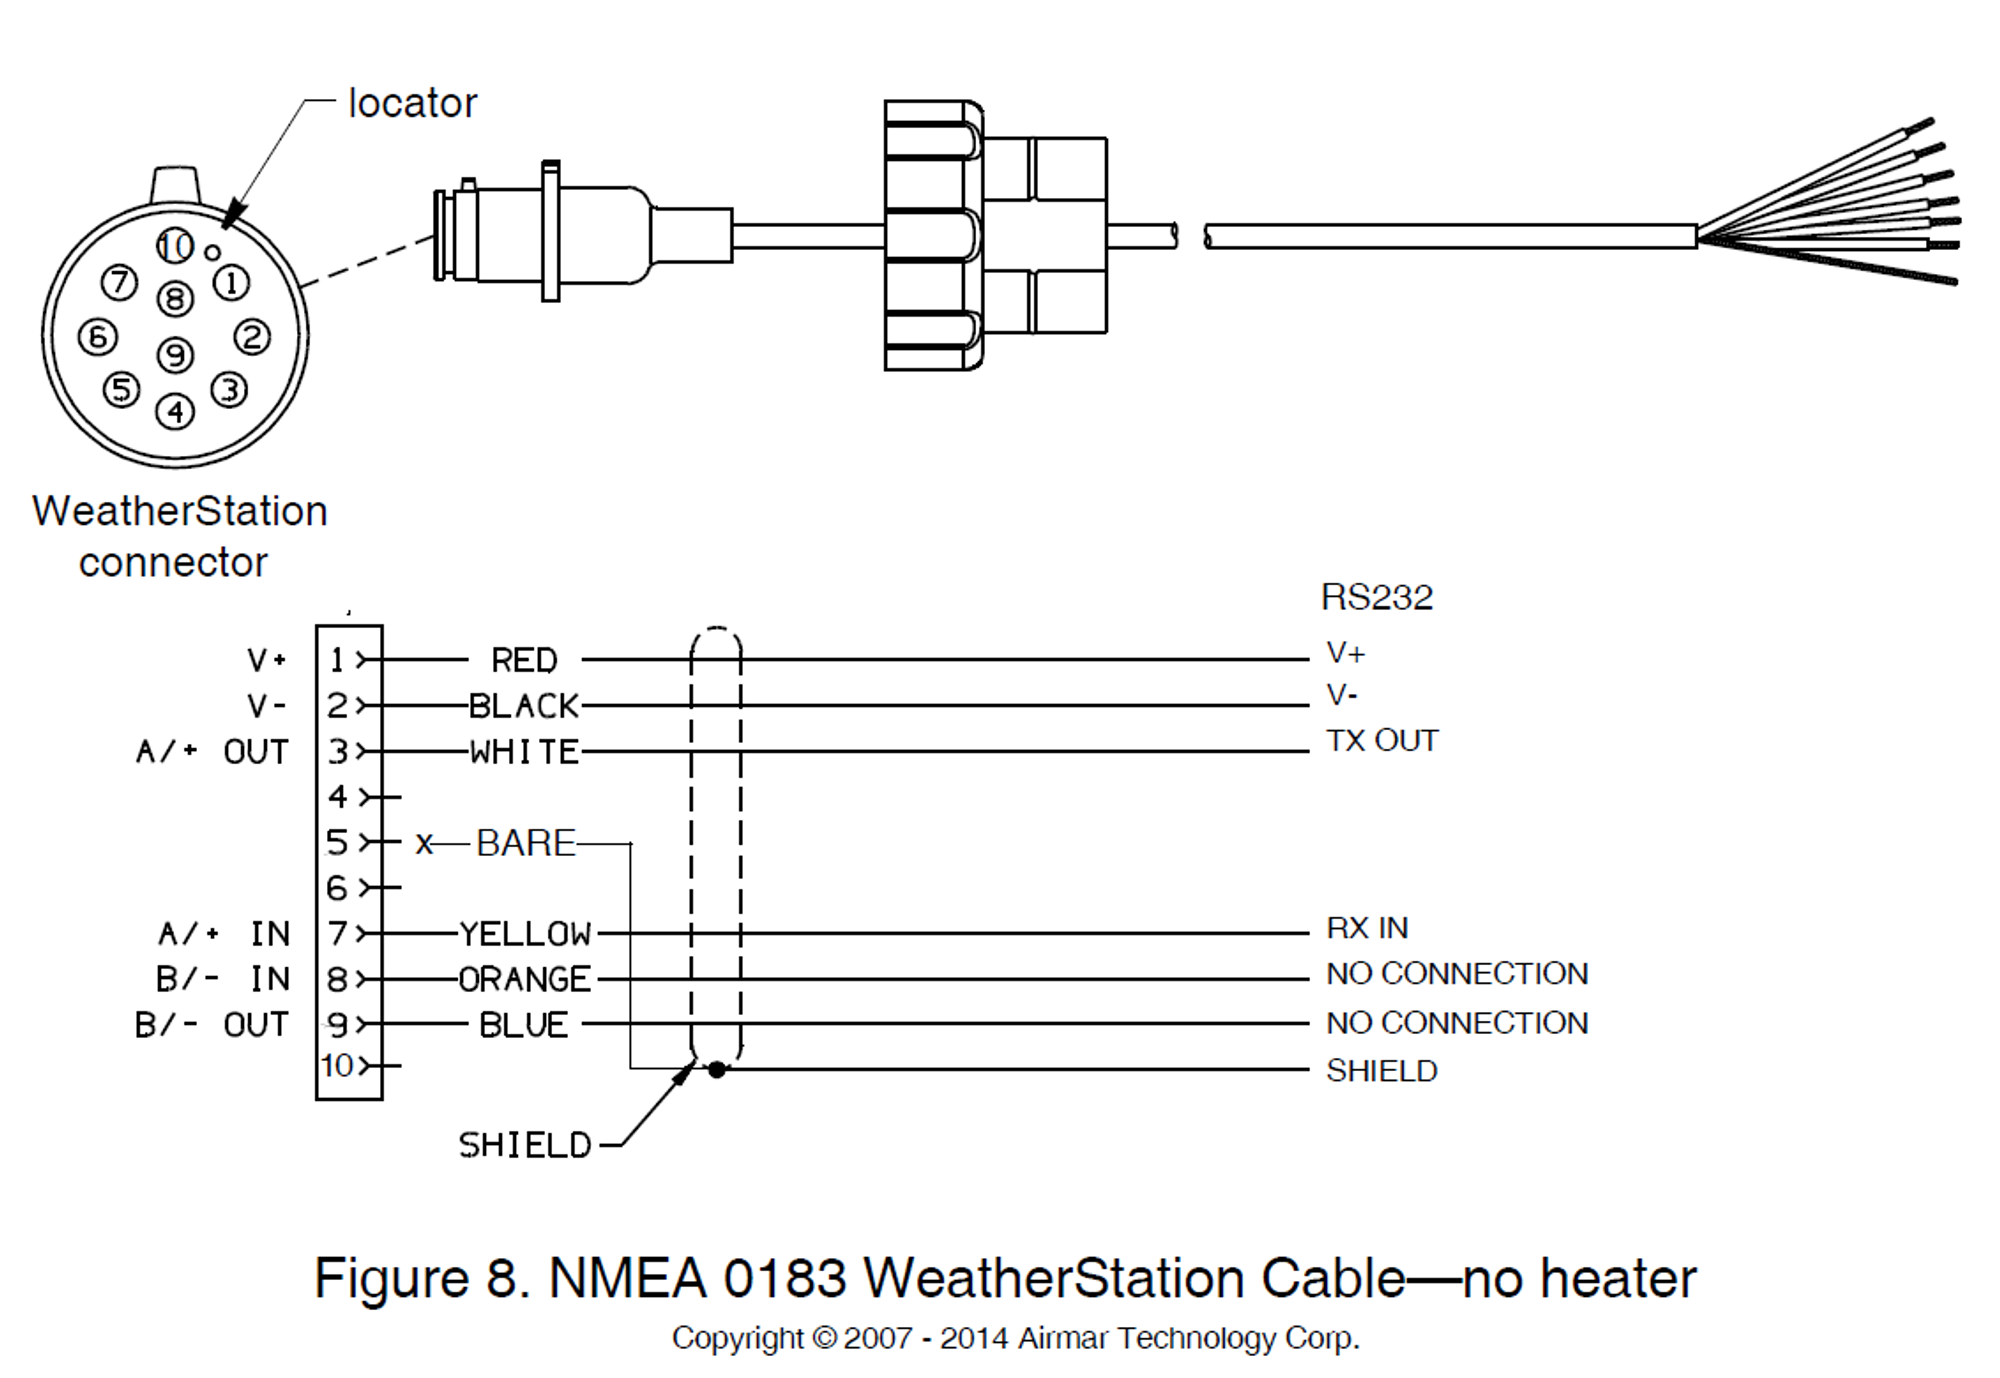 locator
10
7
8
1
6
9
2
5
4
3
WeatherStation
connector
RS232
V+ 1 RED V+
V- 2 BLACK V-
A/+ OUT 3 WHITE TX OUT
4
5 x BARE
6
A/+ IN 7 YELLOW RX IN
B/- IN 8 ORANGE NO CONNECTION
B/- OUT 9 BLUE NO CONNECTION
10 SHIELD
SHIELD
Figure 8. NMEA 0183 WeatherStation Cable—no heater
Copyright © 2007 - 2014 Airmar Technology Corp.